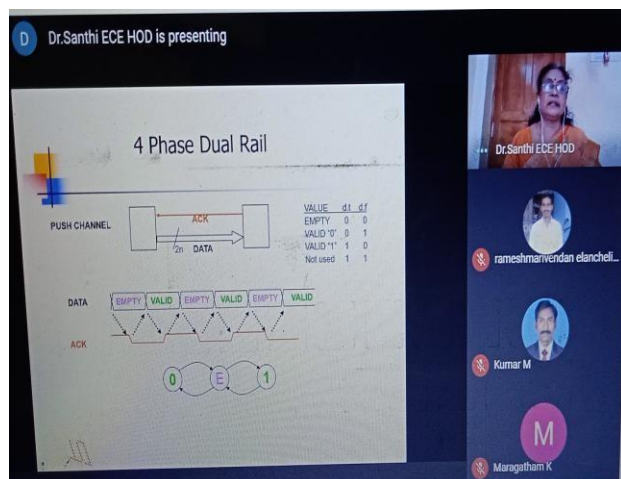 D
Dr.Santhi ECE HOD is presenting
4 Phase Dual Rail
PUSH CHANNEL
ACK
2n
DATA
VALUE d.t d.f
EMPTY 0 0
VALID "0" 0 1
VALID "1" 1 0
Not used 1 1
DATA
EMPTY VALID EMPTY VALID EMPTY VALID
ACK
0 E 1
Dr.Santhi ECE HOD
rameshmarivendan elancheli...
Kumar M
M
Maragatham K